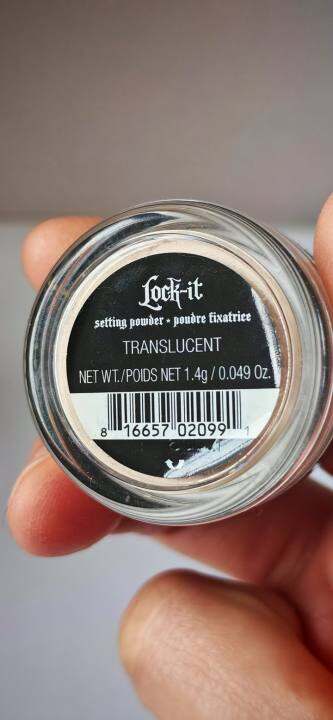 Lock-it
setting powder • poudre fixatrice
TRANSLUCENT
NET WT./POIDS NET 1.4g / 0.049 Oz.
8 16657 02099 1